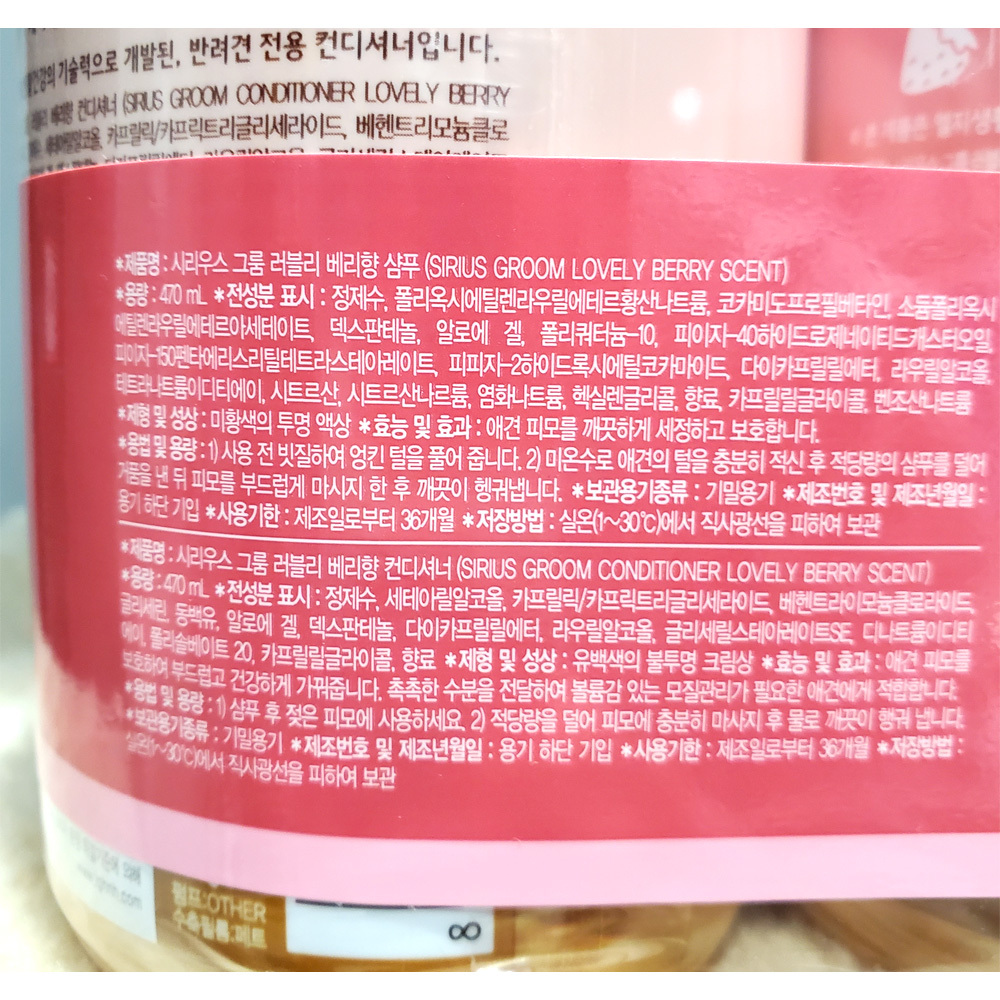 기술력으로 개발된, 반려견 전용 컨디셔너입니다.
베리향 컨디셔너 (SIRIUS GROOM CONDITIONER LOVELY BERRY
카프릴릭/카프릭트리글리세라이드, 베헨트리모늄클로
*제품명 : 시리우스 그룸 러블리 베리향 샴푸 (SIRIUS GROOM LOVELY BERRY SCENT)
*용량 : 470 mL *전성분 표시 : 정제수, 폴리옥시에틸렌라우릴에테르황산나트륨, 코카미도프로필베타인, 소듐폴리옥시
에틸렌라우릴에테르아세테이트, 덱스판테놀, 알로에 겔, 폴리쿼터늄-10, 피이자-40하이드로제네이티드캐스터오일,
피이자-150펜타에리스리틸테트라스테아레이트, 피피자-2하이드록시에틸코카마이드, 다이카프릴릴에터, 라우릴알코올,
테트라나트륨이디티에이, 시트르산, 시트르산나르륨, 염화나트륨, 헥실렌글리콜, 향료, 카프릴릴글라이콜, 벤조산나트륨
*제형 및 성상 : 미황색의 투명 액상 *효능 및 효과 : 애견 피모를 깨끗하게 세정하고 보호합니다.
*용법 및 용량 : 1) 사용 전 빗질하여 엉킨 털을 풀어 줍니다. 2) 미온수로 애견의 털을 충분히 적신 후 적당량의 샴푸를 덜어
거품을 낸 뒤 피모를 부드럽게 마시지 한 후 깨끗이 헹궈냅니다. *보관용기종류 : 기밀용기 *제조번호 및 제조년월일 :
용기 하단 기입 *사용기한 : 제조일로부터 36개월 *저장방법 : 실온(1~30℃)에서 직사광선을 피하여 보관
*제품명 : 시리우스 그룸 러블리 베리향 컨디셔너 (SIRIUS GROOM CONDITIONER LOVELY BERRY SCENT)
*용량 : 470 mL *전성분 표시 : 정제수, 세테아릴알코올, 카프릴릭/카프릭트리글리세라이드, 베헨트라이모늄클로라이드,
글리세린, 동백유, 알로에 겔, 덱스판테놀, 다이카프릴릴에터, 라우릴알코올, 글리세릴스테아레이트SE, 디나트륨이디티
에이, 폴리솔베이트 20, 카프릴릴글라이콜, 향료 *제형 및 성상 : 유백색의 불투명 크림상 *효능 및 효과 : 애견 피모를
보호하여 부드럽고 건강하게 가꿔줍니다. 촉촉한 수분을 전달하여 볼륨감 있는 모질관리가 필요한 애견에게 적합합니다.
*용법 및 용량 : 1) 샴푸 후 젖은 피모에 사용하세요. 2) 적당량을 덜어 피모에 충분히 마사지 후 물로 깨끗이 헹궈 냅니다.
*보관용기종류 : 기밀용기 *제조번호 및 제조년월일 : 용기 하단 기입 *사용기한 : 제조일로부터 36개월 *저장방법 :
실온(1~30℃)에서 직사광선을 피하여 보관
펌프:OTHER
수축필름:페트
8